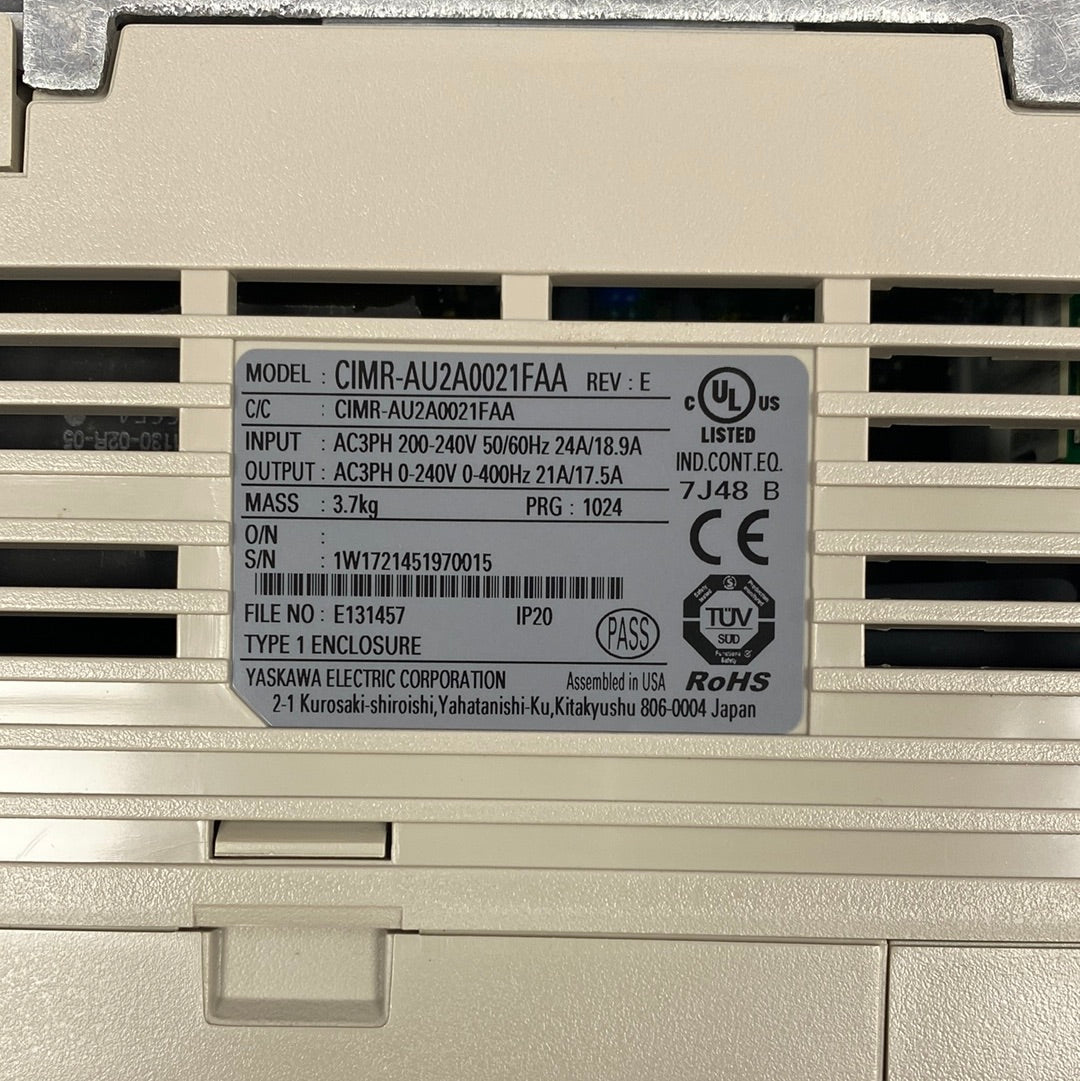 MODEL : CIMR-AU2A0021FAA REV : E
C/C : CIMR-AU2A0021FAA
INPUT : AC3PH 200-240V 50/60Hz 24A/18.9A
OUTPUT : AC3PH 0-240V 0-400Hz 21A/17.5A
MASS : 3.7kg PRG : 1024
O/N :
S/N : 1W1721451970015
FILE NO : E131457 IP20
TYPE 1 ENCLOSURE
PASS
YASKAWA ELECTRIC CORPORATION Assembled in USA
2-1 Kurosaki-shiroishi,Yahatanishi-Ku,Kitakyushu 806-0004 Japan
C UL US
LISTED
IND.CONT.EQ.
7J48 B
CE
TÜV
SÜD
Functional
Safety
RoHS